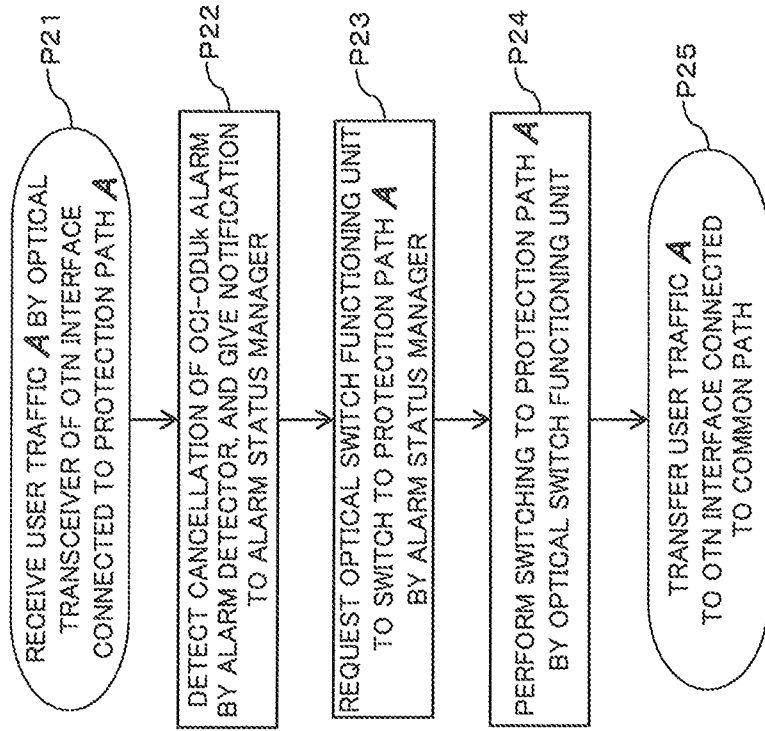 P21
RECEIVE USER TRAFFIC A BY OPTICAL
TRANSCEIVER OF OTN INTERFACE
CONNECTED TO PROTECTION PATH A
P22
DETECT CANCELLATION OF OCI-ODUk ALARM
BY ALARM DETECTOR, AND GIVE NOTIFICATION
TO ALARM STATUS MANAGER
P23
REQUEST OPTICAL SWITCH FUNCTIONING UNIT
TO SWITCH TO PROTECTION PATH A
BY ALARM STATUS MANAGER
P24
PERFORM SWITCHING TO PROTECTION PATH A
BY OPTICAL SWITCH FUNCTIONING UNIT
P25
TRANSFER USER TRAFFIC A
TO OTN INTERFACE CONNECTED
TO COMMON PATH